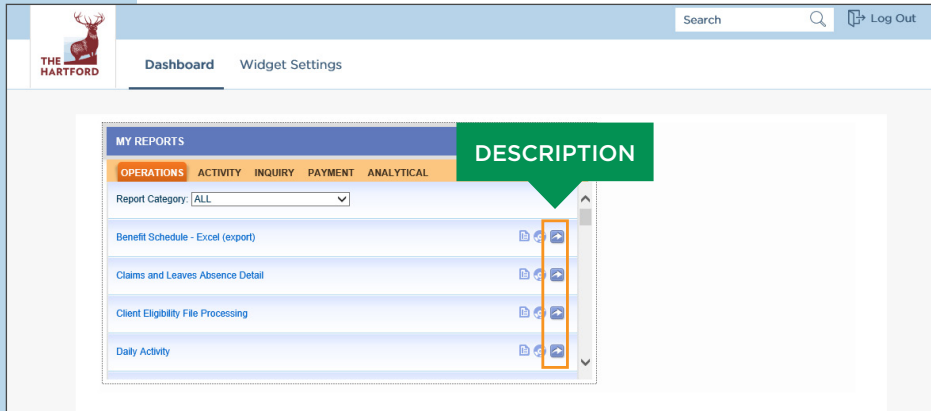 Search
Log Out
THE
HARTFORD
Dashboard Widget Settings
MY REPORTS
DESCRIPTION
OPERATIONS ACTIVITY INQUIRY PAYMENT ANALYTICAL
Report Category: ALL
Benefit Schedule - Excel (export)
Claims and Leaves Absence Detail
Client Eligibility File Processing
Daily Activity